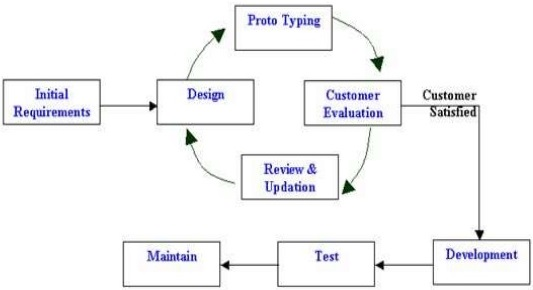 Proto Typing
Initial
Requirements
Design
Customer
Evaluation
Customer
Satisfied
Review &
Updation
Maintain
Test
Development